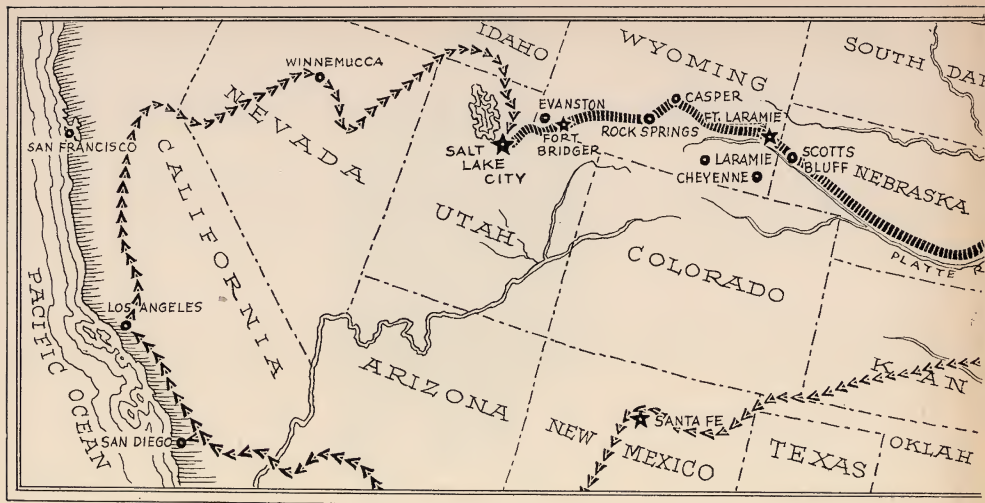 IDAHO
WYOMING
SOUTH DA
WINNEMUCCA
NEVADA
EVANSTON
CASPER
FT. LARAMIE
ROCK SPRINGS
FORT
BRIDGER
SAN FRANCISCO
SALT
LAKE
CITY
LARAMIE
CHEYENNE
SCOTTS
BLUFF
NEBRASKA
CALIFORNIA
UTAH
COLORADO
PLATTE
PACIFIC OCEAN
LOS ANGELES
ARIZONA
KAN
SAN DIEGO
NEW
MEXICO
SANTA FE
TEXAS
OKLAH